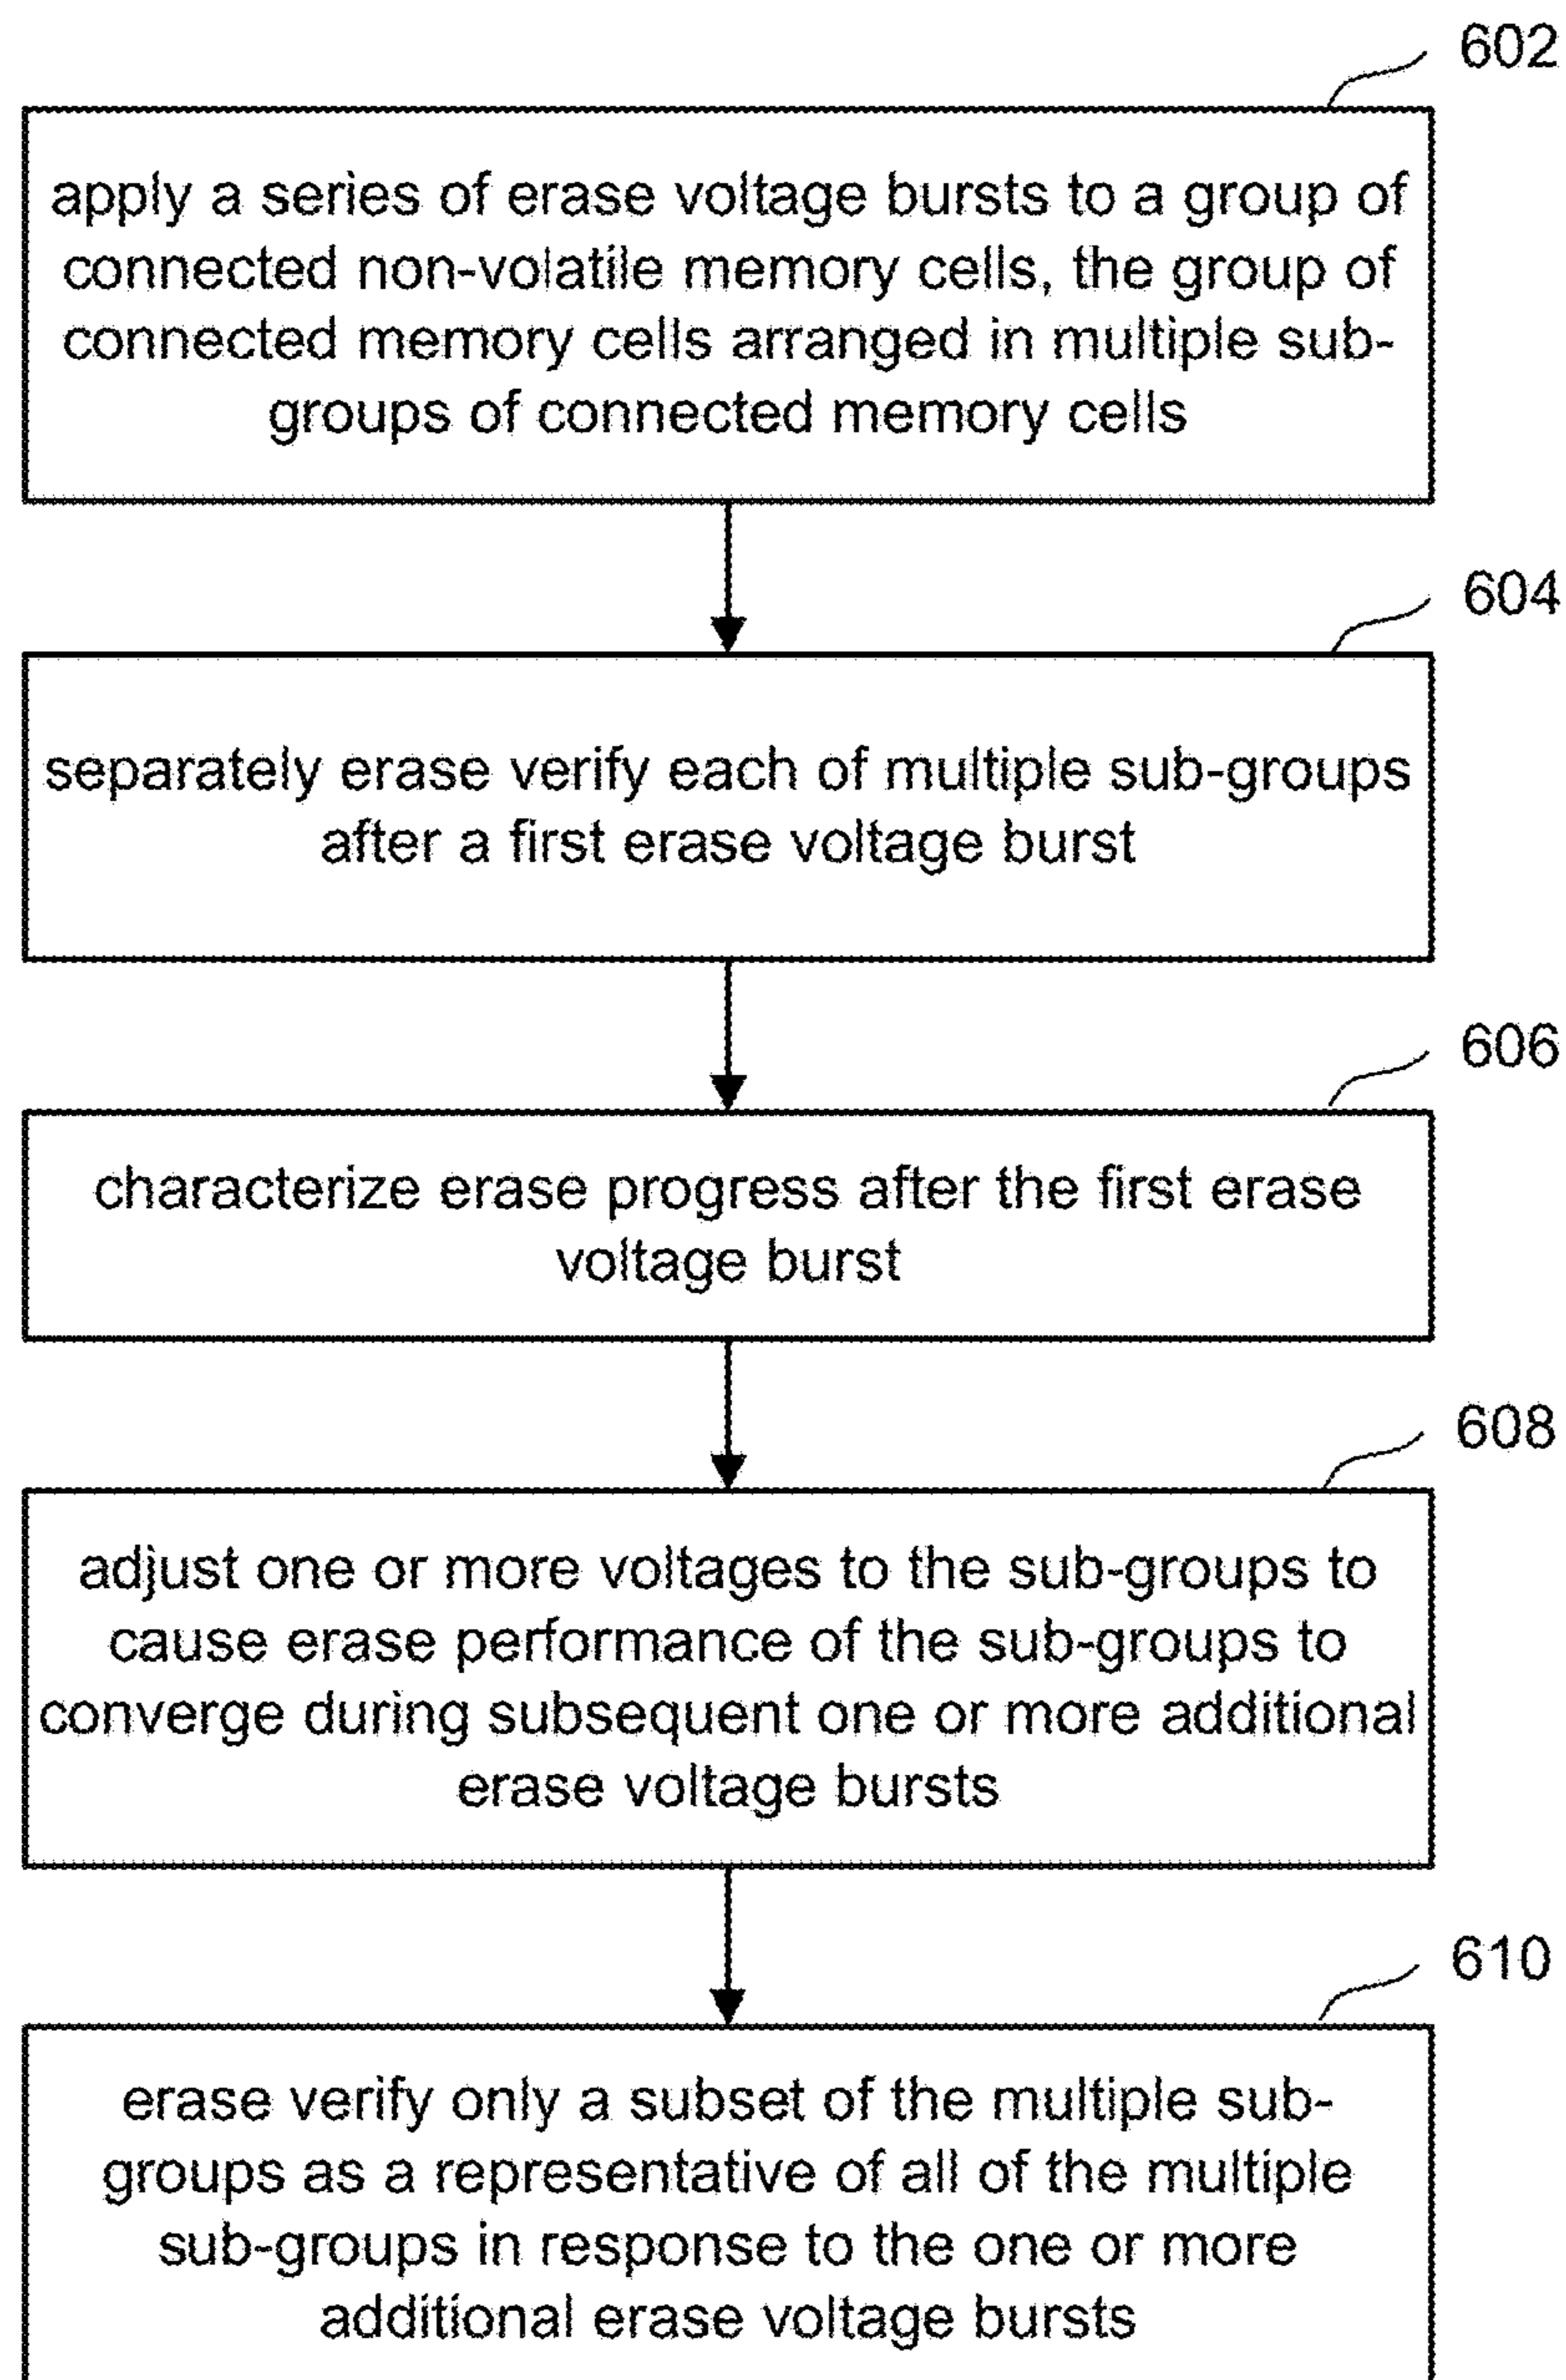 602
apply a series of erase voltage bursts to a group of
connected non-volatile memory cells, the group of
connected memory cells arranged in multiple sub-
groups of connected memory cells
604
separately erase verify each of multiple sub-groups
after a first erase voltage burst
606
characterize erase progress after the first erase
voltage burst
608
adjust one or more voltages to the sub-groups to
cause erase performance of the sub-groups to
converge during subsequent one or more additional
erase voltage bursts
610
erase verify only a subset of the multiple sub-
groups as a representative of all of the multiple
sub-groups in response to the one or more
additional erase voltage bursts